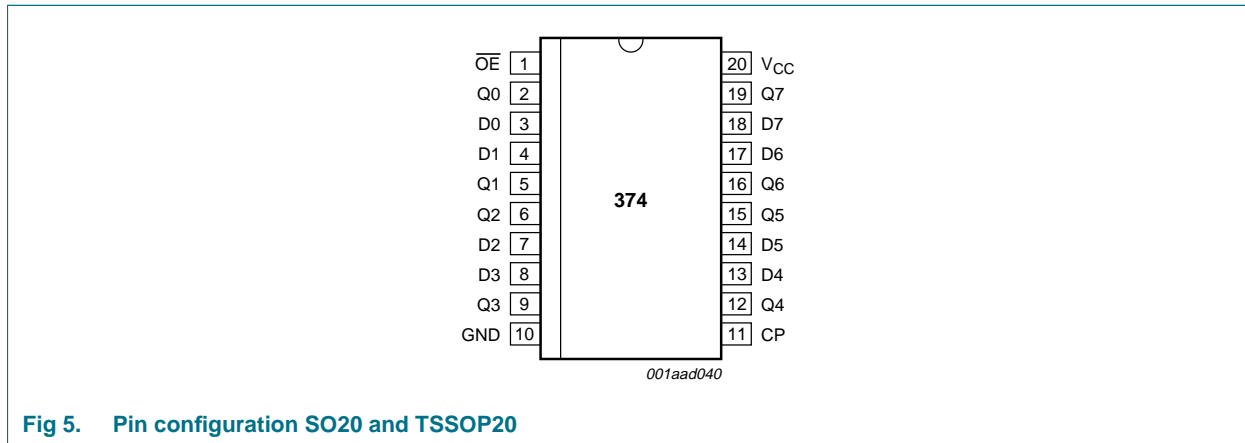 O̅E̅ 1 20 VCC
Q0 2 19 Q7
D0 3 18 D7
D1 4 17 D6
Q1 5 374 16 Q6
Q2 6 15 Q5
D2 7 14 D5
D3 8 13 D4
Q3 9 12 Q4
GND 10 11 CP
001aad040
Fig 5. Pin configuration SO20 and TSSOP20